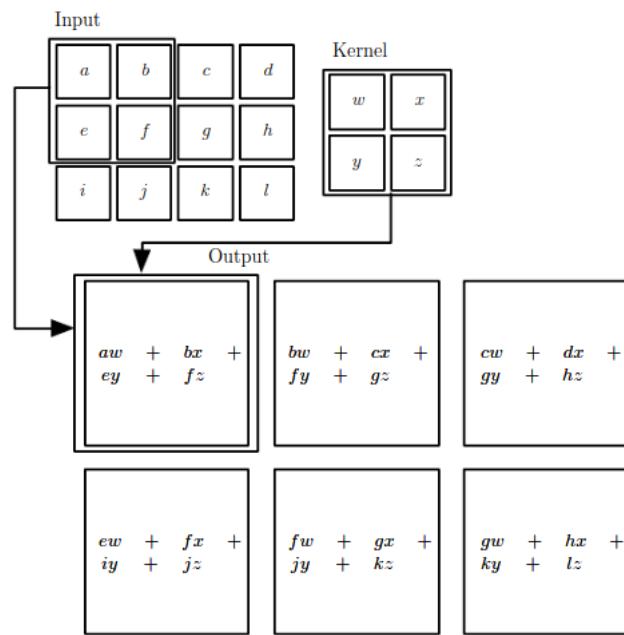 Input
a b c d
e f g h
i j k l
Kernel
w x
y z
Output
aw + bx +
ey + fz
bw + cx +
fy + gz
cw + dx +
gy + hz
ew + fx +
iy + jz
fw + gx +
jy + kz
gw + hx +
ky + lz